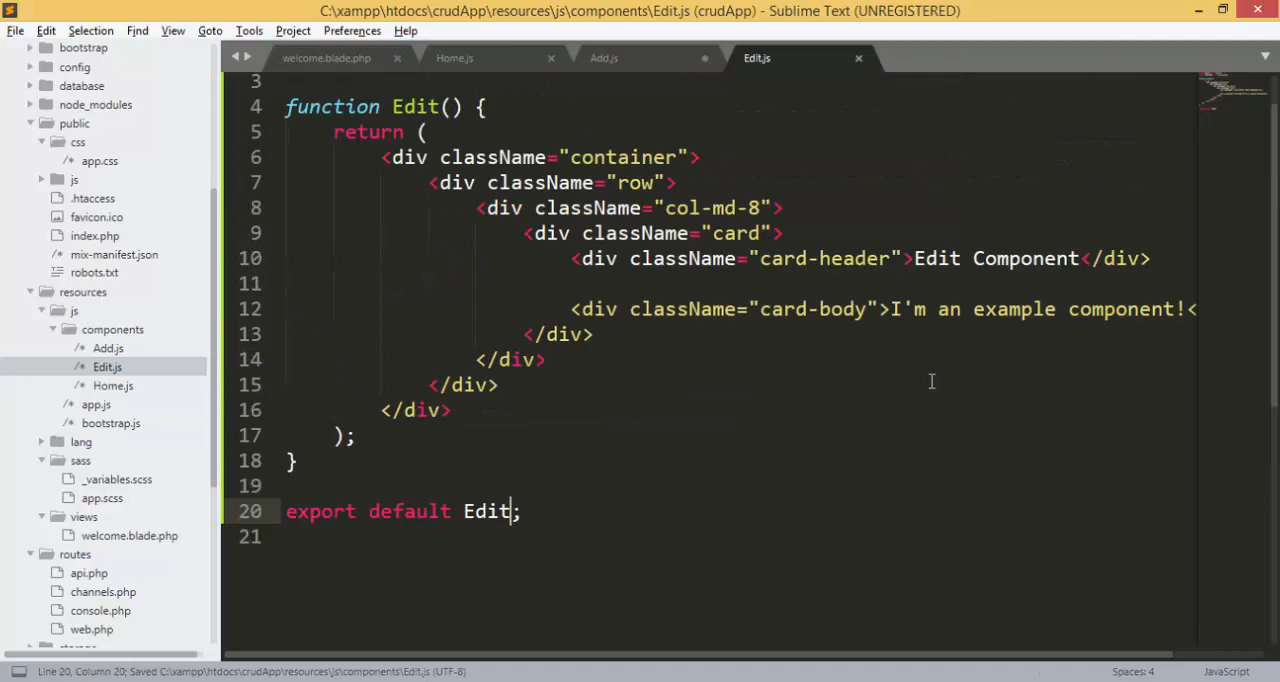 C:\xampp\htdocs\crudApp\resources\js\components\Edit.js (crudApp) - Sublime Text (UNREGISTERED)
File Edit Selection Find View Goto Tools Project Preferences Help
welcome.blade.php Home.js Add.js Edit.js
bootstrap
config
database
node_modules
public
css
app.css
js
.htaccess
favicon.ico
index.php
mix-manifest.json
robots.txt
resources
js
components
Add.js
Edit.js
Home.js
app.js
bootstrap.js
lang
sass
_variables.scss
app.scss
views
welcome.blade.php
routes
api.php
channels.php
console.php
web.php
3
4 function Edit() {
5 return (
6 <div className="container">
7 <div className="row">
8 <div className="col-md-8">
9 <div className="card">
10 <div className="card-header">Edit Component</div>
11
12 <div className="card-body">I'm an example component!<
13 </div>
14 </div>
15 </div>
16 </div>
17 );
18 }
19
20 export default Edit;
21
Line 20, Column 20; Saved C:\xampp\htdocs\crudApp\resources\js\components\Edit.js (UTF-8) Spaces: 4 JavaScript